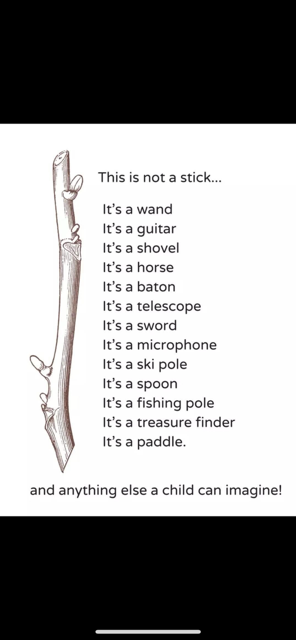 This is not a stick...
It's a wand
It's a guitar
It's a shovel
It's a horse
It's a baton
It's a telescope
It's a sword
It's a microphone
It's a ski pole
It's a spoon
It's a fishing pole
It's a treasure finder
It's a paddle.
and anything else a child can imagine!